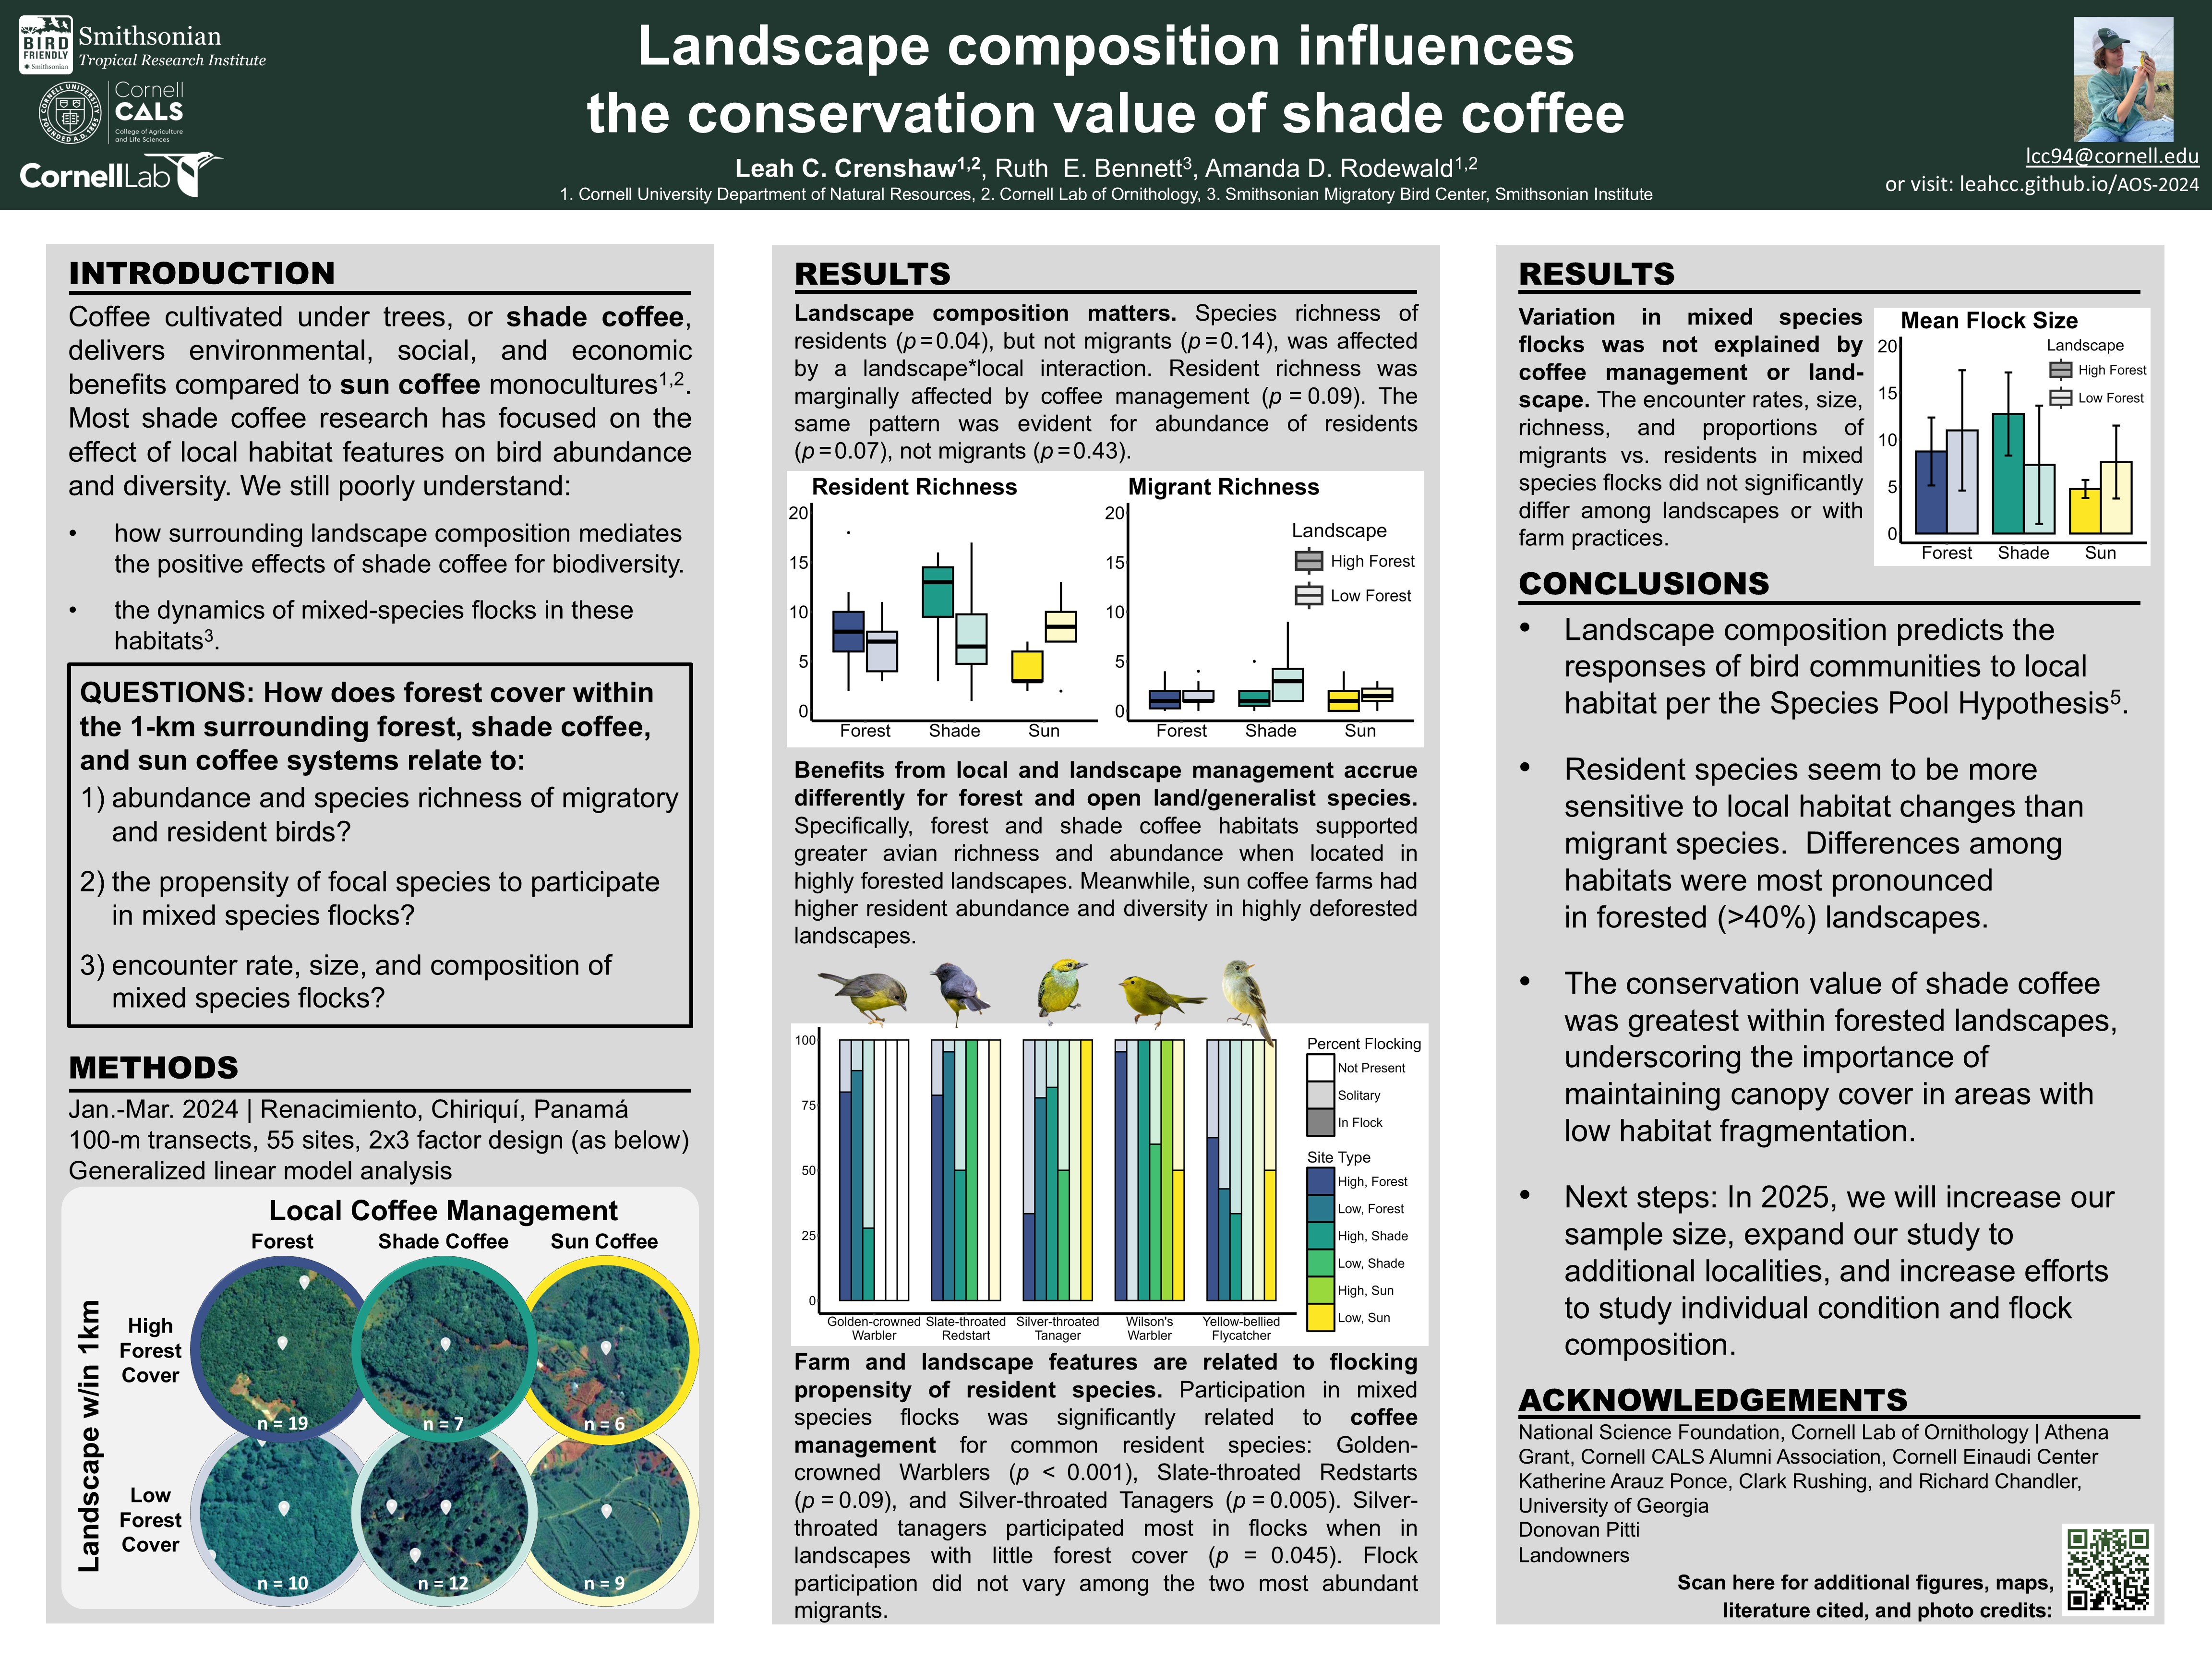 BIRD
FRIENDLY
Smithsonian
Smithsonian
Tropical Research Institute
CORNELL UNIVERSITY
FOUNDED A.D. 1865
Cornell
CALS
College of Agriculture
and Life Sciences
CornellLab
Landscape composition influences
the conservation value of shade coffee
Leah C. Crenshaw1,2, Ruth E. Bennett3, Amanda D. Rodewald1,2
1. Cornell University Department of Natural Resources, 2. Cornell Lab of Ornithology, 3. Smithsonian Migratory Bird Center, Smithsonian Institute
lcc94@cornell.edu
or visit: leahcc.github.io/AOS-2024
INTRODUCTION
Coffee cultivated under trees, or shade coffee,
delivers environmental, social, and economic
benefits compared to sun coffee monocultures1,2.
Most shade coffee research has focused on the
effect of local habitat features on bird abundance
and diversity. We still poorly understand:
• how surrounding landscape composition mediates
the positive effects of shade coffee for biodiversity.
• the dynamics of mixed-species flocks in these
habitats3.
QUESTIONS: How does forest cover within
the 1-km surrounding forest, shade coffee,
and sun coffee systems relate to:
1) abundance and species richness of migratory
and resident birds?
2) the propensity of focal species to participate
in mixed species flocks?
3) encounter rate, size, and composition of
mixed species flocks?
METHODS
Jan.-Mar. 2024 | Renacimiento, Chiriquí, Panamá
100-m transects, 55 sites, 2x3 factor design (as below)
Generalized linear model analysis
Local Coffee Management
Forest Shade Coffee Sun Coffee
Landscape w/in 1km
High
Forest
Cover
n = 19 n = 7 n = 6
Low
Forest
Cover
n = 10 n = 12 n = 9
RESULTS
Landscape composition matters. Species richness of
residents (p = 0.04), but not migrants (p = 0.14), was affected
by a landscape*local interaction. Resident richness was
marginally affected by coffee management (p = 0.09). The
same pattern was evident for abundance of residents
(p = 0.07), not migrants (p = 0.43).
Resident Richness
20
15
10
5
0
Forest Shade Sun
Migrant Richness
20
15
10
5
0
Landscape
High Forest
Low Forest
Forest Shade Sun
Benefits from local and landscape management accrue
differently for forest and open land/generalist species.
Specifically, forest and shade coffee habitats supported
greater avian richness and abundance when located in
highly forested landscapes. Meanwhile, sun coffee farms had
higher resident abundance and diversity in highly deforested
landscapes.
100
75
50
25
0
Golden-crowned
Warbler
Slate-throated
Redstart
Silver-throated
Tanager
Wilson's
Warbler
Yellow-bellied
Flycatcher
Percent Flocking
Not Present
Solitary
In Flock
Site Type
High, Forest
Low, Forest
High, Shade
Low, Shade
High, Sun
Low, Sun
Farm and landscape features are related to flocking
propensity of resident species. Participation in mixed
species flocks was significantly related to coffee
management for common resident species: Golden-
crowned Warblers (p < 0.001), Slate-throated Redstarts
(p = 0.09), and Silver-throated Tanagers (p = 0.005). Silver-
throated tanagers participated most in flocks when in
landscapes with little forest cover (p = 0.045). Flock
participation did not vary among the two most abundant
migrants.
RESULTS
Variation in mixed species
flocks was not explained by
coffee management or land-
scape. The encounter rates, size,
richness, and proportions of
migrants vs. residents in mixed
species flocks did not significantly
differ among landscapes or with
farm practices.
Mean Flock Size
20
15
10
5
0
Landscape
High Forest
Low Forest
Forest Shade Sun
CONCLUSIONS
• Landscape composition predicts the
responses of bird communities to local
habitat per the Species Pool Hypothesis5.
• Resident species seem to be more
sensitive to local habitat changes than
migrant species. Differences among
habitats were most pronounced
in forested (>40%) landscapes.
• The conservation value of shade coffee
was greatest within forested landscapes,
underscoring the importance of
maintaining canopy cover in areas with
low habitat fragmentation.
• Next steps: In 2025, we will increase our
sample size, expand our study to
additional localities, and increase efforts
to study individual condition and flock
composition.
ACKNOWLEDGEMENTS
National Science Foundation, Cornell Lab of Ornithology | Athena
Grant, Cornell CALS Alumni Association, Cornell Einaudi Center
Katherine Arauz Ponce, Clark Rushing, and Richard Chandler,
University of Georgia
Donovan Pitti
Landowners
Scan here for additional figures, maps,
literature cited, and photo credits: